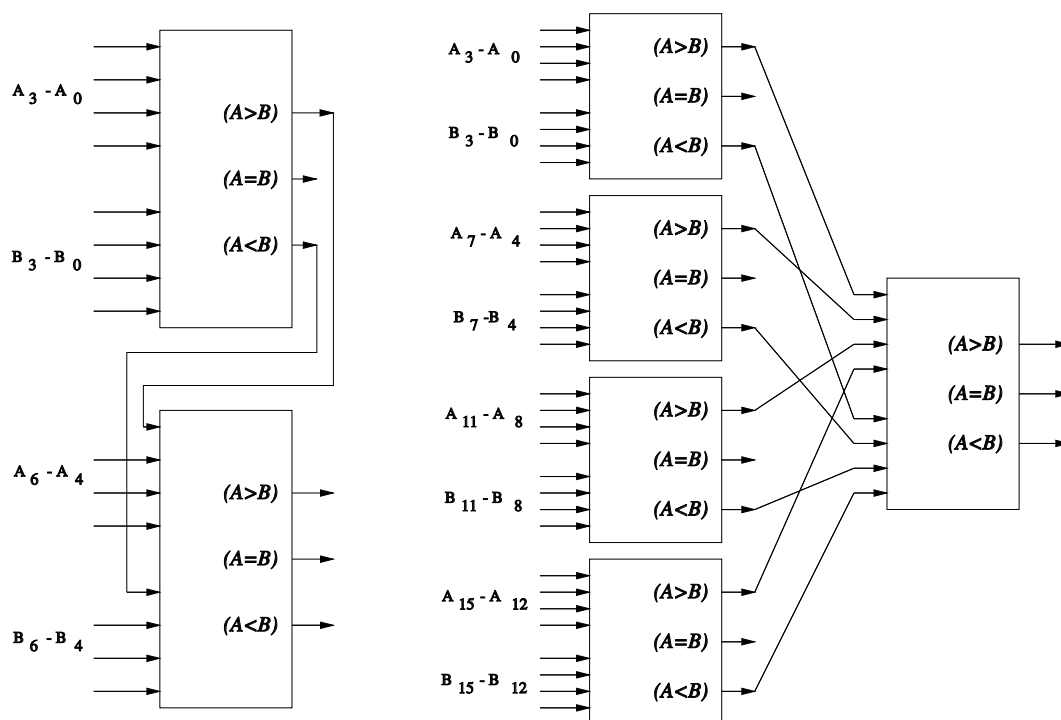 A 3 - A 0
(A>B)
(A=B)
B 3 - B 0
(A<B)
A 6 - A 4
(A>B)
(A=B)
B 6 - B 4
(A<B)
A 3 - A 0
(A>B)
(A=B)
B 3 - B 0
(A<B)
A 7 - A 4
(A>B)
(A=B)
B 7 - B 4
(A<B)
A 11 - A 8
(A>B)
(A=B)
B 11 - B 8
(A<B)
A 15 - A 12
(A>B)
(A=B)
B 15 - B 12
(A<B)
(A>B)
(A=B)
(A<B)